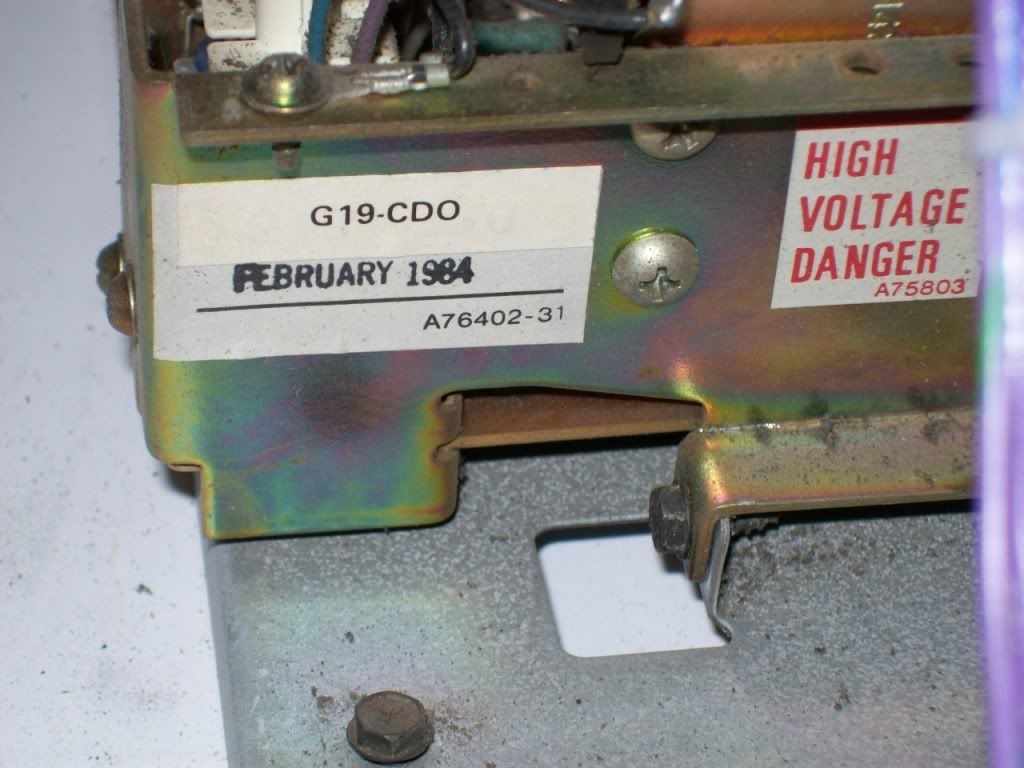 G19-CDO
FEBRUARY 1984
A76402-31
HIGH
VOLTAGE
DANGER
A75803